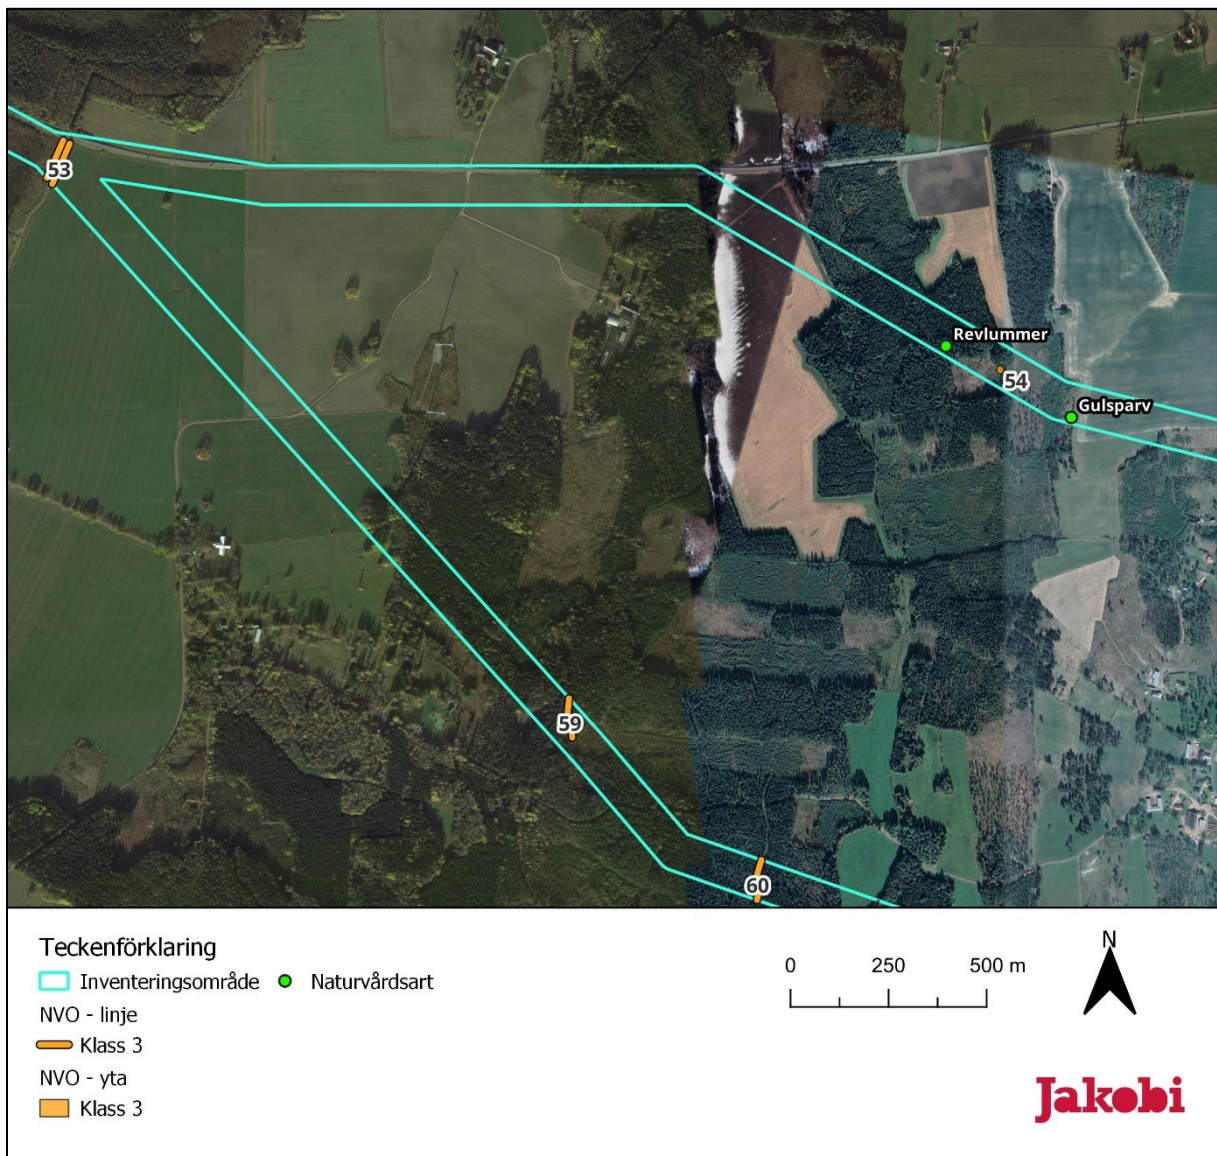 53
Revlummer
54
Gulsparv
59
60
Teckenförklaring
Inventeringsområde Naturvårdsart
NVO - linje
Klass 3
NVO - yta
Klass 3
0 250 500 m
N
Jakobi